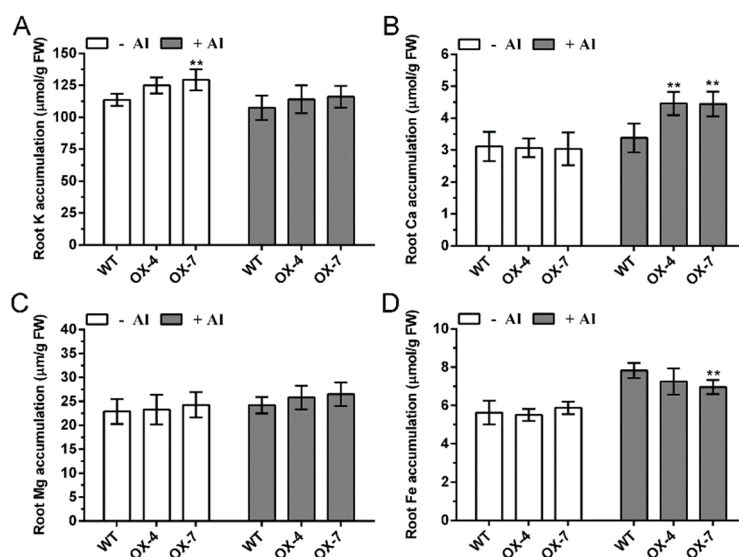 A
- Al + Al
Root K accumulation (μmol/g FW)
150
125
100
75
50
25
0
**
WT OX-4 OX-7 WT OX-4 OX-7
B
- Al + Al
Root Ca accumulation (μmol/g FW)
6
5
4
3
2
1
0
** **
WT OX-4 OX-7 WT OX-4 OX-7
C
- Al + Al
Root Mg accumulation (μm/g FW)
40
35
30
25
20
15
10
5
0
WT OX-4 OX-7 WT OX-4 OX-7
D
- Al + Al
Root Fe accumulation (μmol/g FW)
10
8
6
4
2
0
**
WT OX-4 OX-7 WT OX-4 OX-7